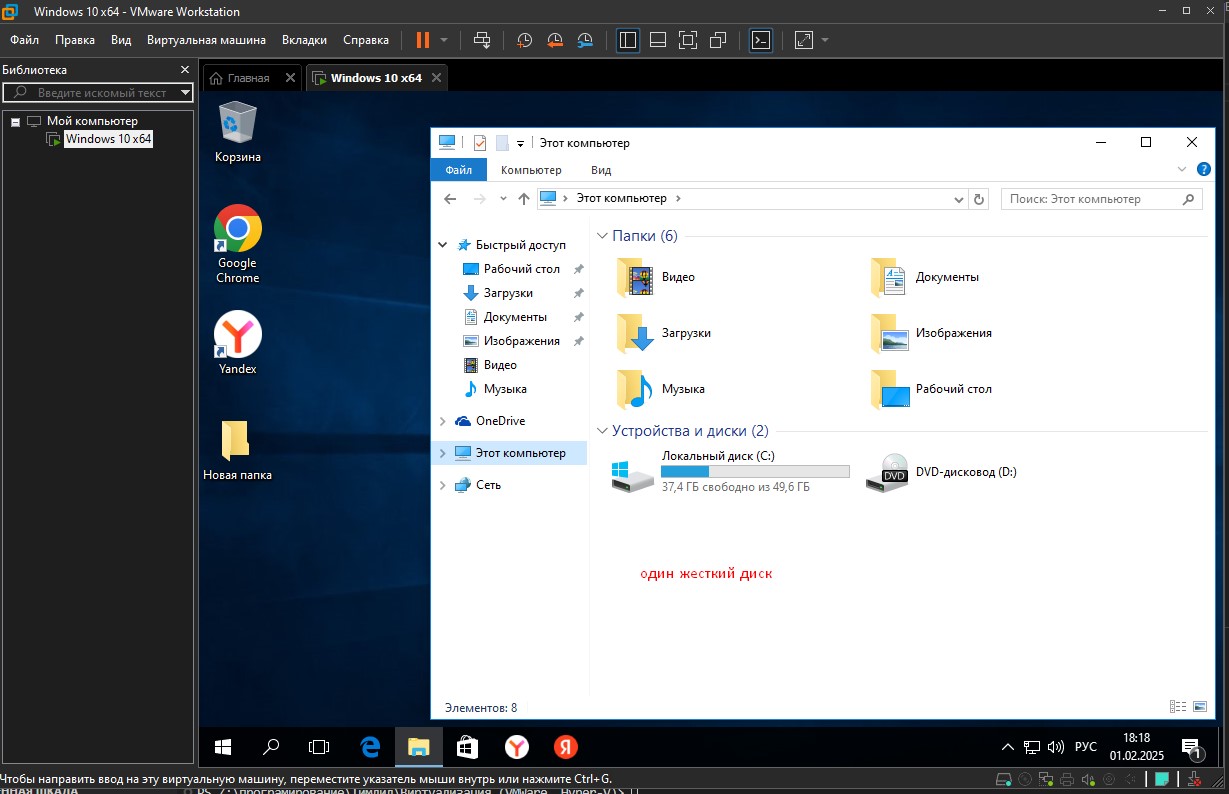 Windows 10 x64 - VMware Workstation
Файл Правка Вид Виртуальная машина Вкладки Справка
Библиотека
Введите искомый текст
Мой компьютер
Windows 10 x64
Главная
Windows 10 x64
Корзина
Google
Chrome
Yandex
Новая папка
Этот компьютер
Файл Компьютер Вид
Этот компьютер
Поиск: Этот компьютер
Быстрый доступ
Рабочий стол
Загрузки
Документы
Изображения
Видео
Музыка
OneDrive
Этот компьютер
Сеть
Папки (6)
Видео
Документы
Загрузки
Изображения
Музыка
Рабочий стол
Устройства и диски (2)
Локальный диск (C:)
37,4 ГБ свободно из 49,6 ГБ
DVD
DVD-дисковод (D:)
один жесткий диск
Элементов: 8
РУС
18:18
01.02.2025
1
Чтобы направить ввод на эту виртуальную машину, переместите указатель мыши внутрь или нажмите Ctrl+G.